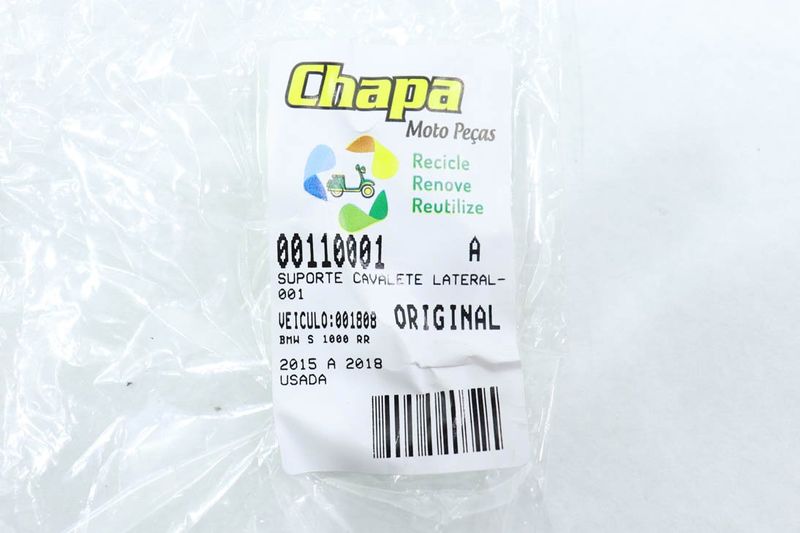 Chapa
Moto Peças
Recicle
Renove
Reutilize
00110001 A
SUPORTE CAVALETE LATERAL-
001
VEICULO:001808 ORIGINAL
BMW S 1000 RR
2015 A 2018
USADA